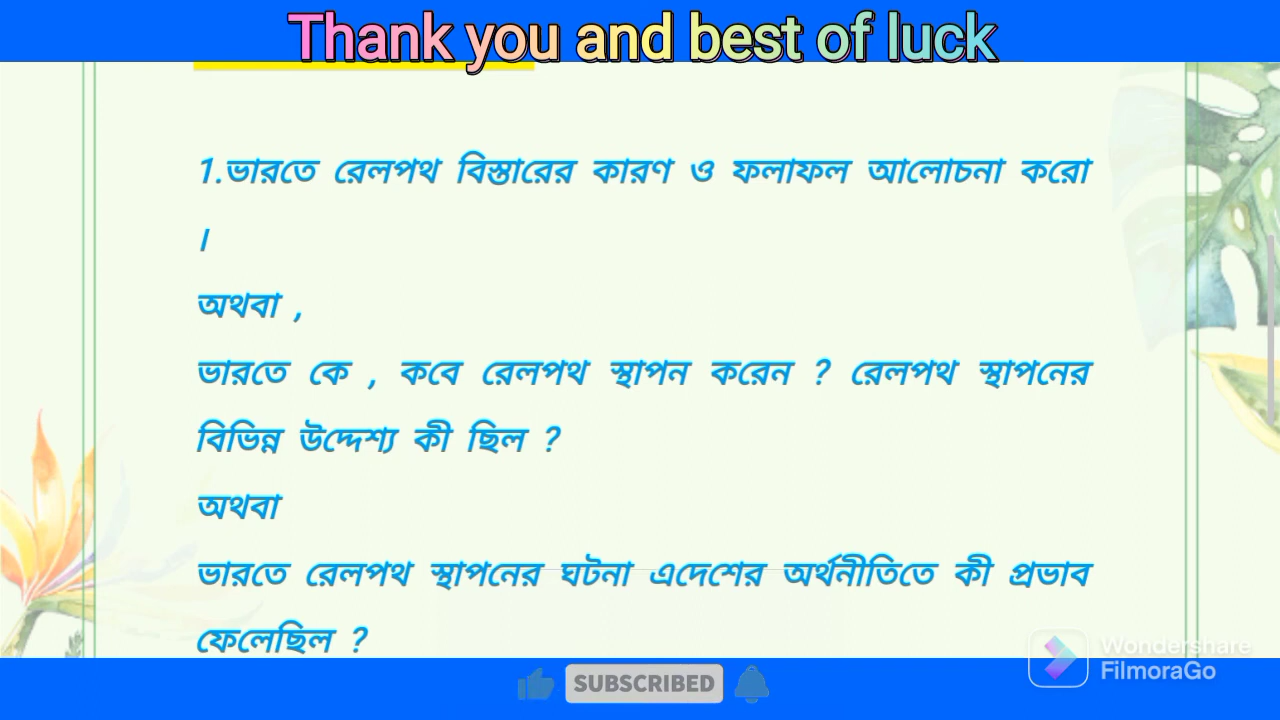 Thank you and best of luck
1.ভারতে রেলপথ বিস্তারের কারণ ও ফলাফল আলোচনা করো
।
অথবা ,
ভারতে কে , কবে রেলপথ স্থাপন করেন ? রেলপথ স্থাপনের
বিভিন্ন উদ্দেশ্য কী ছিল ?
অথবা
ভারতে রেলপথ স্থাপনের ঘটনা এদেশের অর্থনীতিতে কী প্রভাব
ফেলেছিল ?
Wondershare
FilmoraGo
SUBSCRIBED